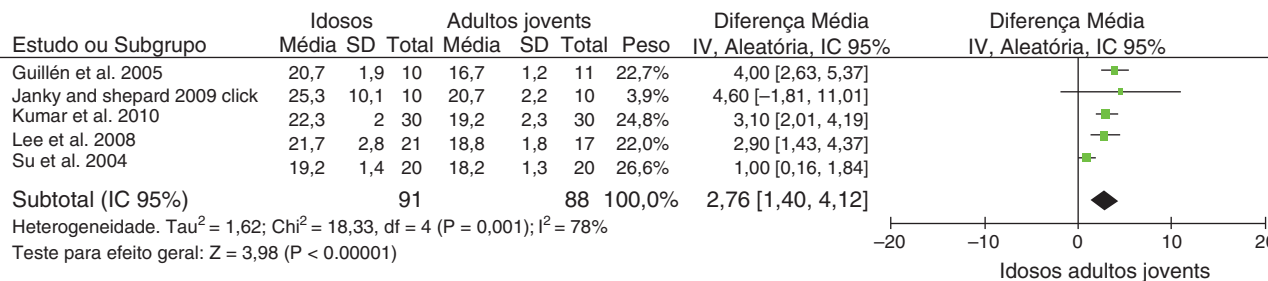 Idosos Adultos jovents Diferença Média Diferença Média
Estudo ou Subgrupo Média SD Total Média SD Total Peso IV, Aleatória, IC 95% IV, Aleatória, IC 95%
Guillén et al. 2005 20,7 1,9 10 16,7 1,2 11 22,7% 4,00 [2,63, 5,37]
Janky and shepard 2009 click 25,3 10,1 10 20,7 2,2 10 3,9% 4,60 [−1,81, 11,01]
Kumar et al. 2010 22,3 2 30 19,2 2,3 30 24,8% 3,10 [2,01, 4,19]
Lee et al. 2008 21,7 2,8 21 18,8 1,8 17 22,0% 2,90 [1,43, 4,37]
Su et al. 2004 19,2 1,4 20 18,2 1,3 20 26,6% 1,00 [0,16, 1,84]
Subtotal (IC 95%) 91 88 100,0% 2,76 [1,40, 4,12]
Heterogeneidade. Tau² = 1,62; Chi² = 18,33, df = 4 (P = 0,001); I² = 78%
Teste para efeito geral: Z = 3,98 (P < 0.00001)
−20 −10 0 10
Idosos adultos jovents